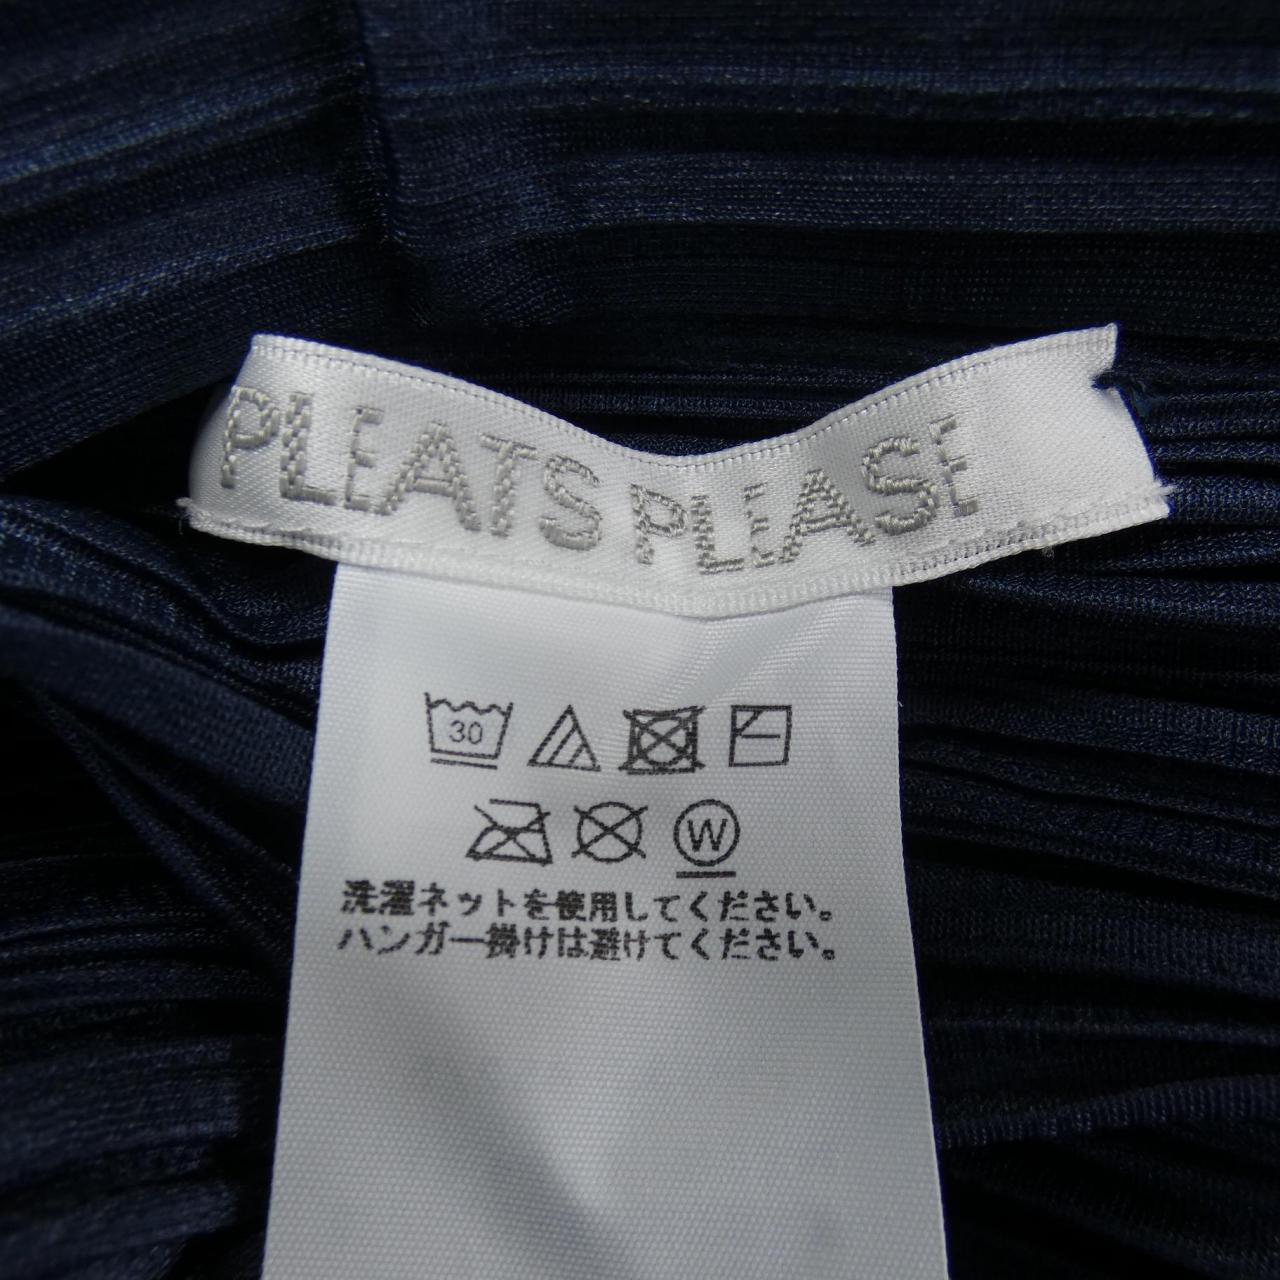 PLEATS PLEASE
30
W
洗濯ネットを使用してください。
ハンガー掛けは避けてください。